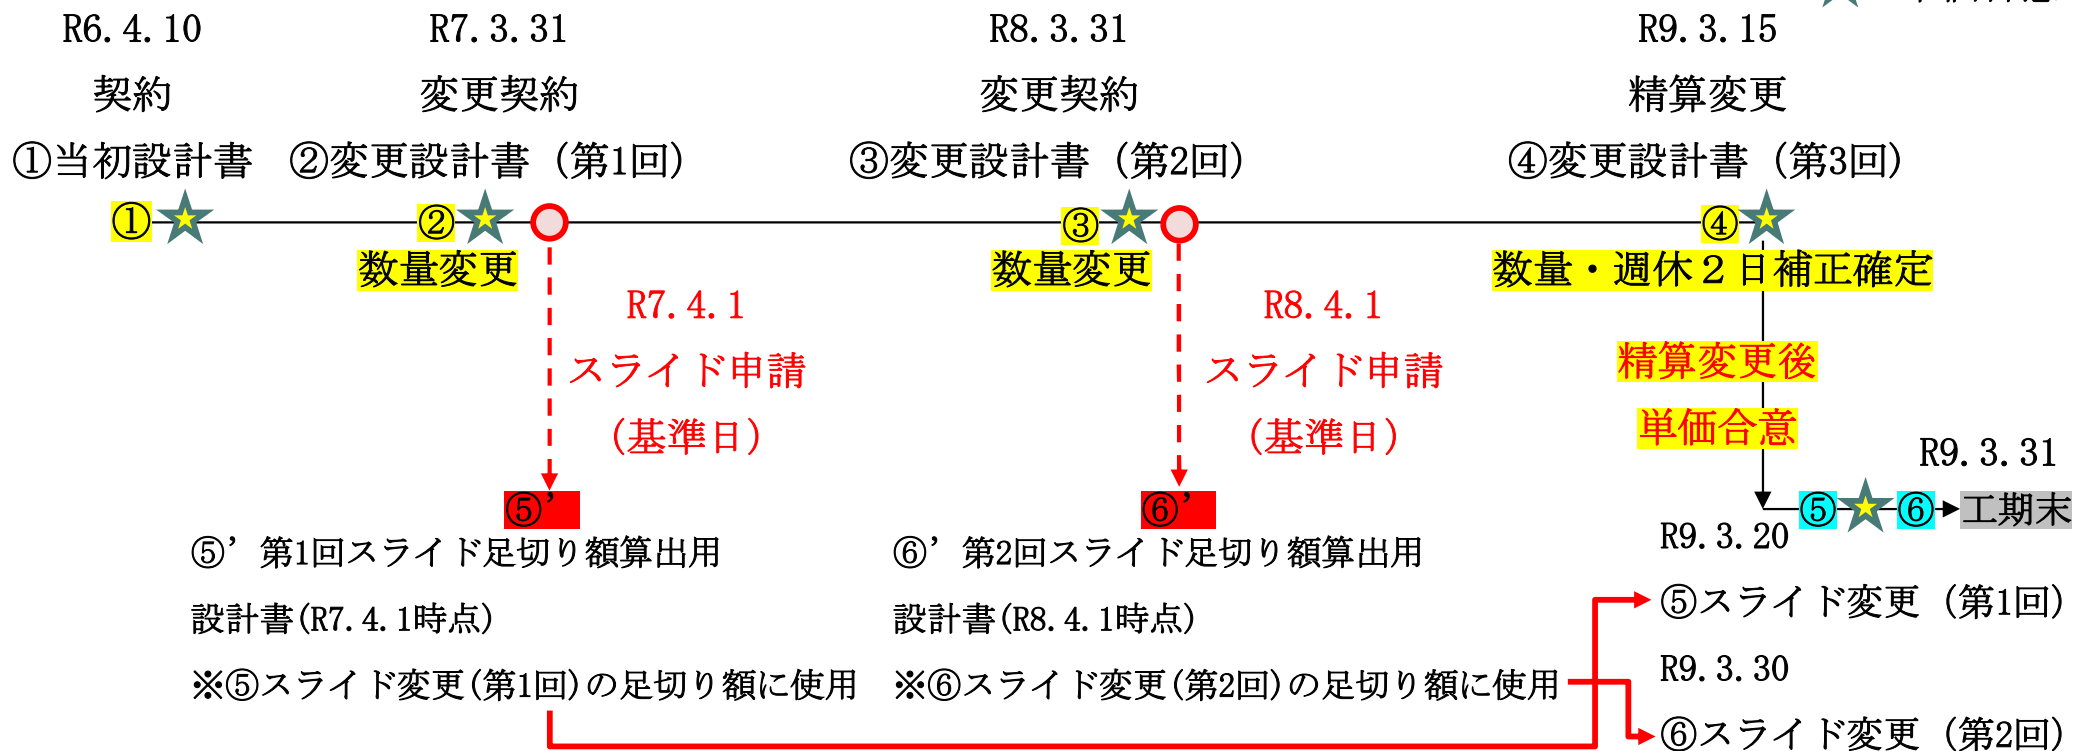 R6.4.10
契約
①当初設計書
R7.3.31
変更契約
②変更設計書（第1回）
R8.3.31
変更契約
③変更設計書（第2回）
R9.3.15
精算変更
④変更設計書（第3回）
①
②
③
④
数量変更
数量変更
数量・週休２日補正確定
R7.4.1
スライド申請
（基準日）
R8.4.1
スライド申請
（基準日）
精算変更後
単価合意
R9.3.31
⑤’
⑥’
⑤
⑥
工期末
⑤’第1回スライド足切り額算出用
設計書(R7.4.1時点)
※⑤スライド変更(第1回)の足切り額に使用
⑥’第2回スライド足切り額算出用
設計書(R8.4.1時点)
※⑥スライド変更(第2回)の足切り額に使用
R9.3.20
⑤スライド変更（第1回）
R9.3.30
⑥スライド変更（第2回）